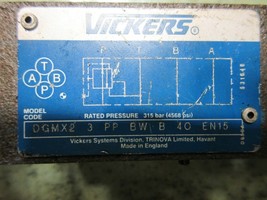 VICKERS
P T B A
T
A B
P
MODEL CODE RATED PRESSURE 315 bar (4568 psi)
DGMX2 3 PP BW B 40 EN15
Vickers Systems Division, TRINOVA Limited, Havant
Made in England